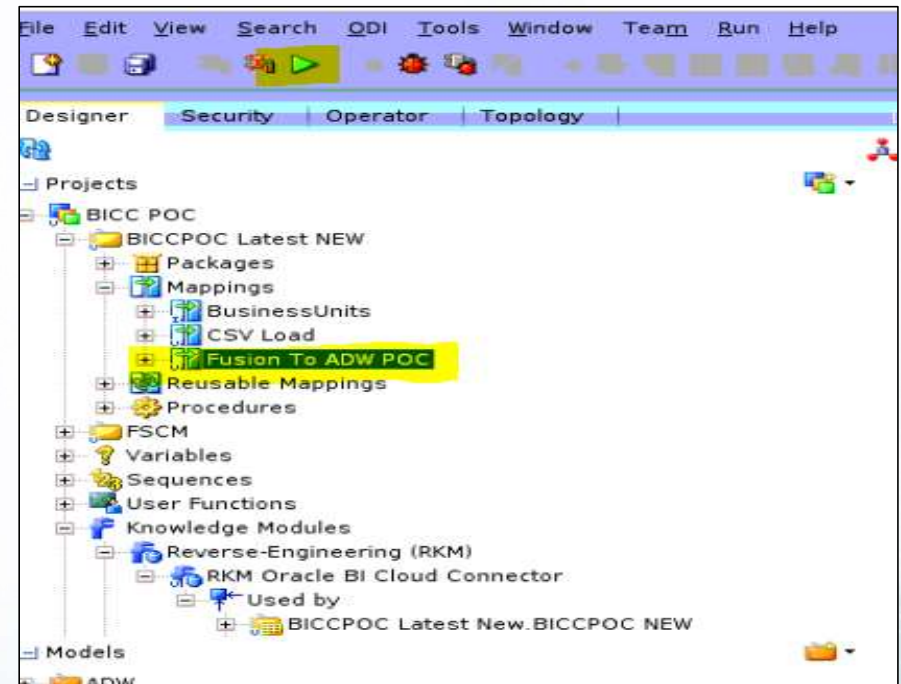 File Edit View Search ODI Tools Window Team Run Help
Designer Security Operator Topology
Projects
BICC POC
BICCPOC Latest NEW
Packages
Mappings
BusinessUnits
CSV Load
Fusion To ADW POC
Reusable Mappings
Procedures
FSCM
Variables
Sequences
User Functions
Knowledge Modules
Reverse-Engineering (RKM)
RKM Oracle BI Cloud Connector
Used by
BICCPOC Latest New.BICCPOC NEW
Models
ADW